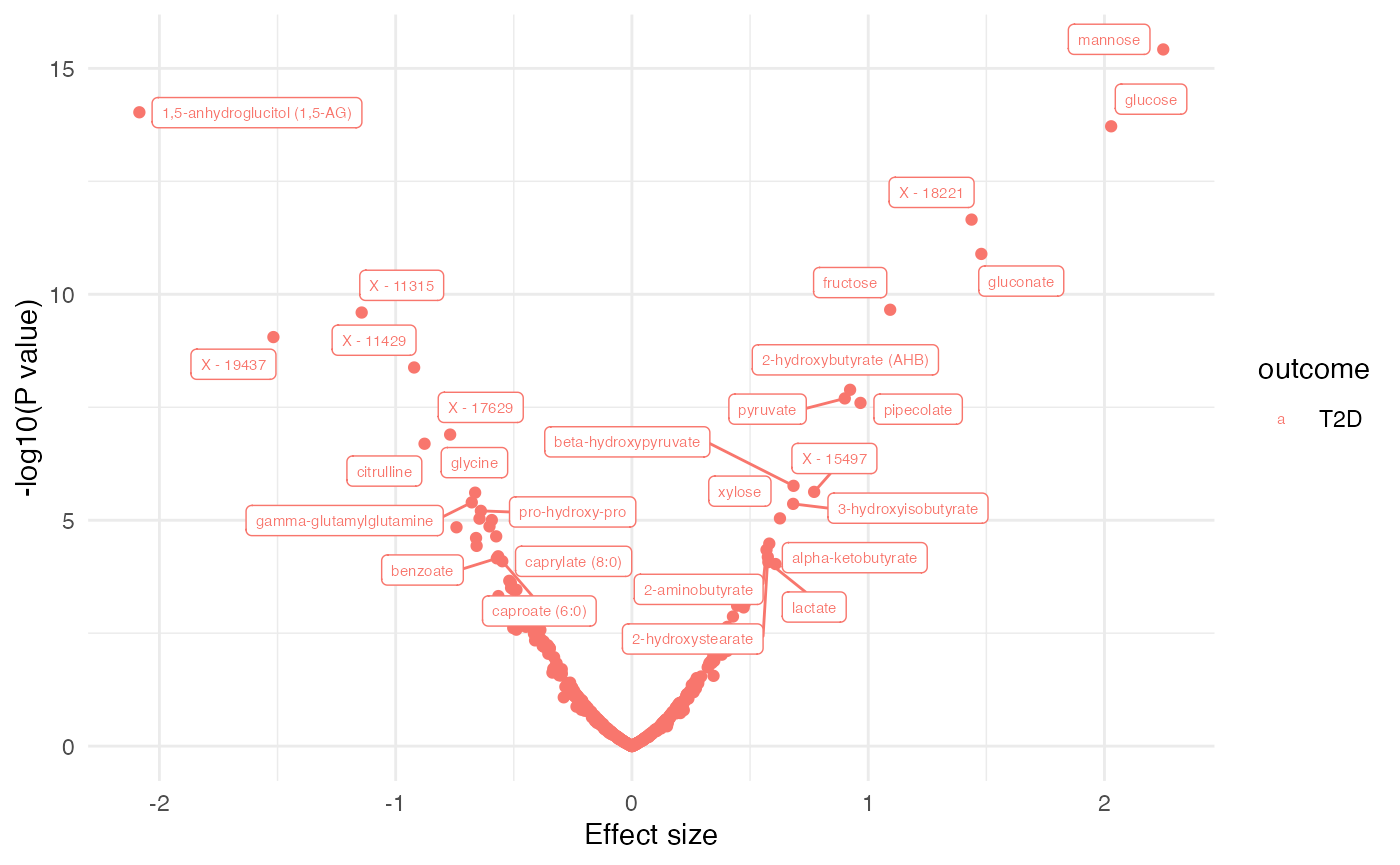 mannose
15
glucose
1,5-anhydroglucitol (1,5-AG)
X - 18221
gluconate
fructose
X - 11315
10
X - 11429
X - 19437
2-hydroxybutyrate (AHB)
outcome
X - 17629
pyruvate
pipecolate
a T2D
beta-hydroxypyruvate
X - 15497
glycine
citrulline
xylose
3-hydroxyisobutyrate
pro-hydroxy-pro
gamma-glutamylglutamine
5
alpha-ketobutyrate
caprylate (8:0)
benzoate
2-aminobutyrate
lactate
caproate (6:0)
2-hydroxystearate
0
-2 -1 0 1 2
Effect size
-log10(P value)